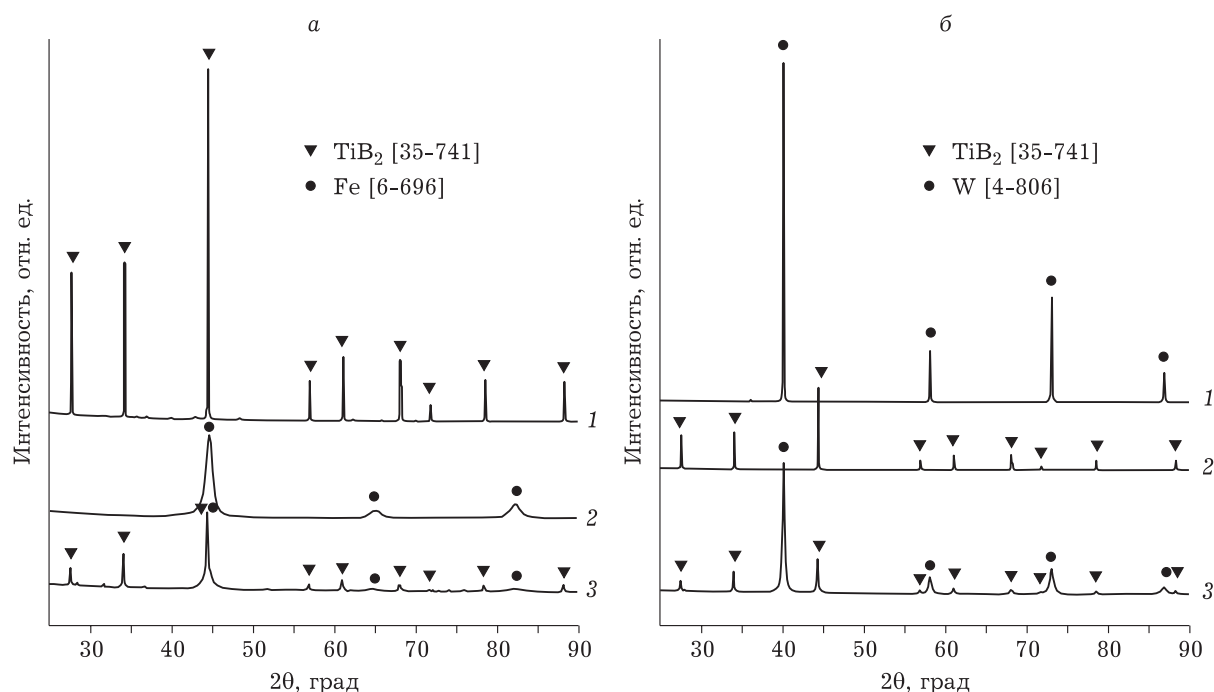 а
Интенсивность, отн. ед.
TiB2 [35-741]
Fe [6-696]
1
2
3
30 40 50 60 70 80 90
2θ, град
б
Интенсивность, отн. ед.
TiB2 [35-741]
W [4-806]
1
2
3
30 40 50 60 70 80 90
2θ, град